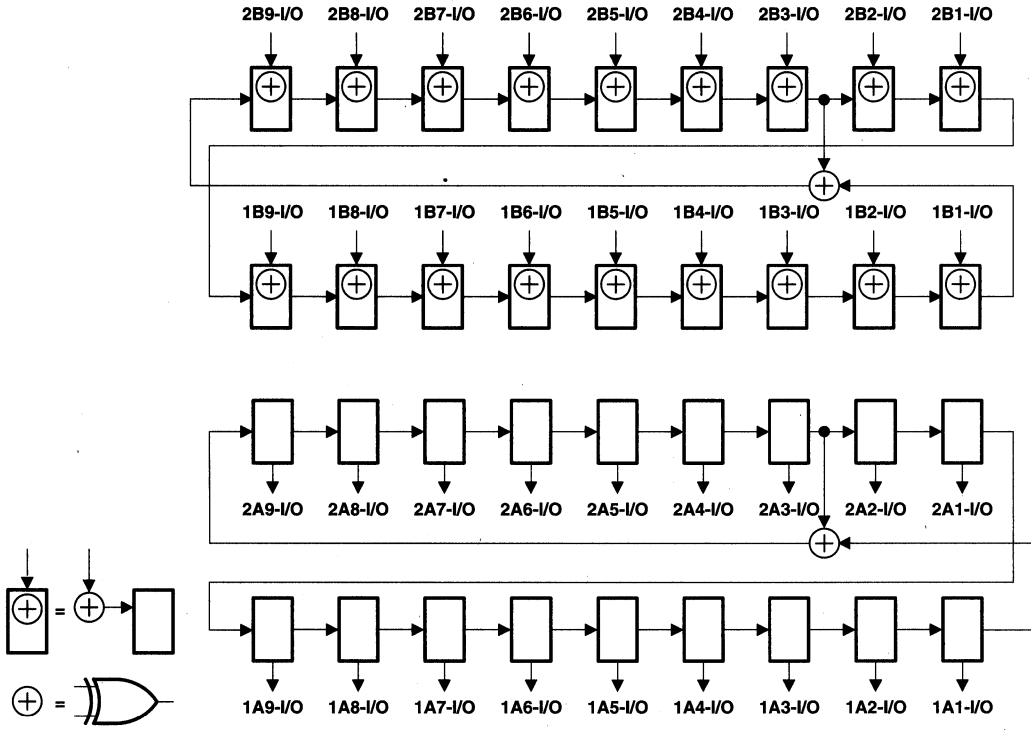 2B9-I/O 2B8-I/O 2B7-I/O 2B6-I/O 2B5-I/O 2B4-I/O 2B3-I/O 2B2-I/O 2B1-I/O
1B9-I/O 1B8-I/O 1B7-I/O 1B6-I/O 1B5-I/O 1B4-I/O 1B3-I/O 1B2-I/O 1B1-I/O
2A9-I/O 2A8-I/O 2A7-I/O 2A6-I/O 2A5-I/O 2A4-I/O 2A3-I/O 2A2-I/O 2A1-I/O
=
=
1A9-I/O 1A8-I/O 1A7-I/O 1A6-I/O 1A5-I/O 1A4-I/O 1A3-I/O 1A2-I/O 1A1-I/O